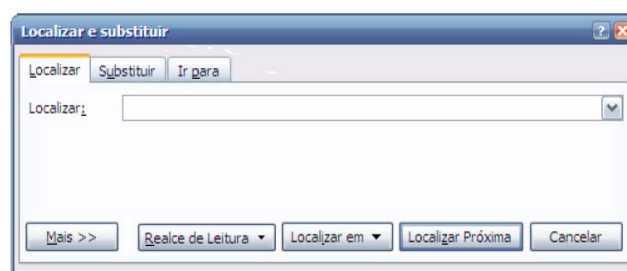 Localizar e substituir
Localizar Substituir Ir para
Localizar:
Mais >> Realce de Leitura Localizar em Localizar Próxima Cancelar